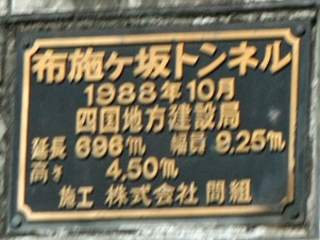 布施ヶ坂トンネル
1988年10月
四国地方建設局
延長 696m 幅員 9.25m
高さ 4.50m
施工 株式会社 間組